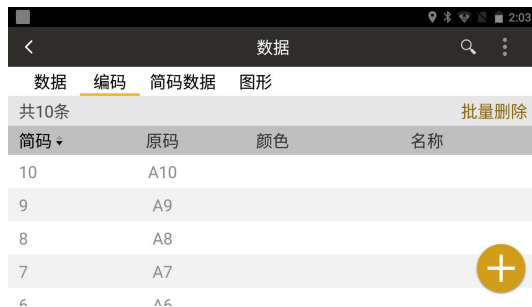 2:03
数据
数据 编码 简码数据 图形
共10条 批量删除
简码 原码 颜色 名称
10 A10
9 A9
8 A8
7 A7
6 A6